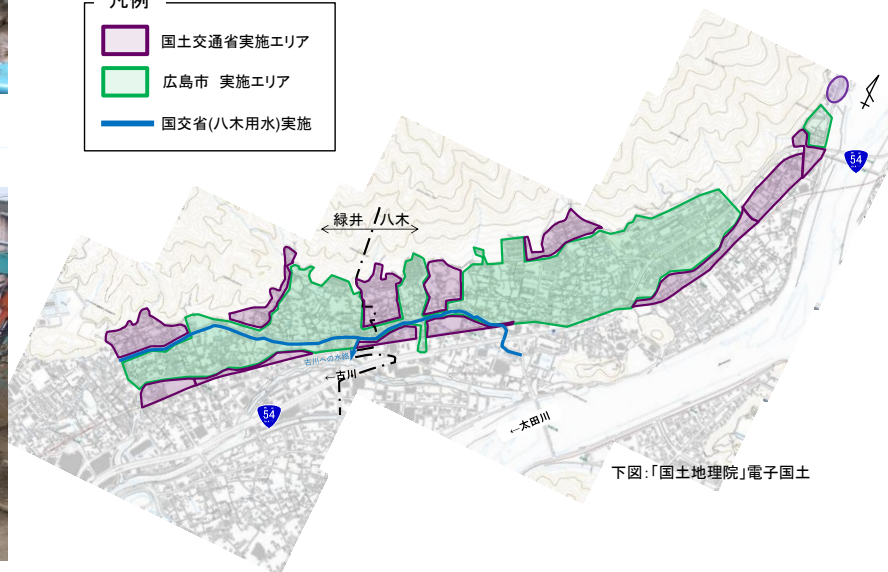 凡例
国土交通省実施エリア
広島市 実施エリア
国交省(八木用水)実施
54
緑井 八木
古川への水路
←古川
54
←太田川
下図:「国土地理院」電子国土